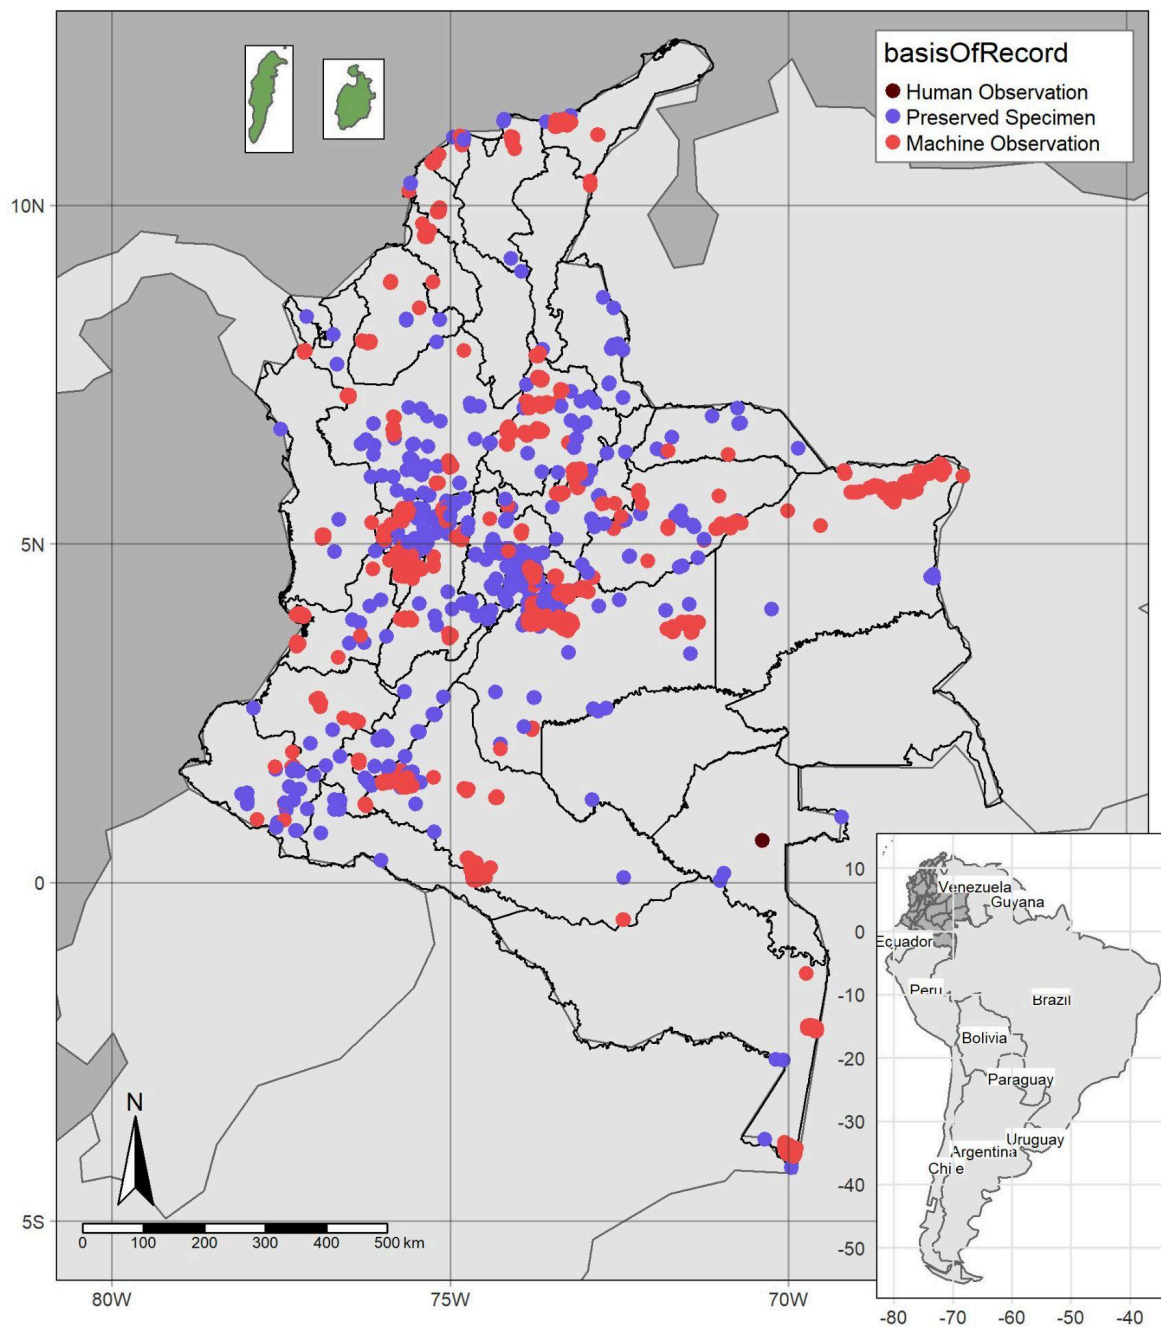 basisOfRecord
Human Observation
Preserved Specimen
Machine Observation
10N
5N
0
5S
80W
75W
70W
N
0 100 200 300 400 500 km
10
0
-10
-20
-30
-40
-50
-80 -70 -60 -50 -40
Venezuela
Guyana
Ecuador
Peru
Brazil
Bolivia
Paraguay
Uruguay
Argentina
Chile